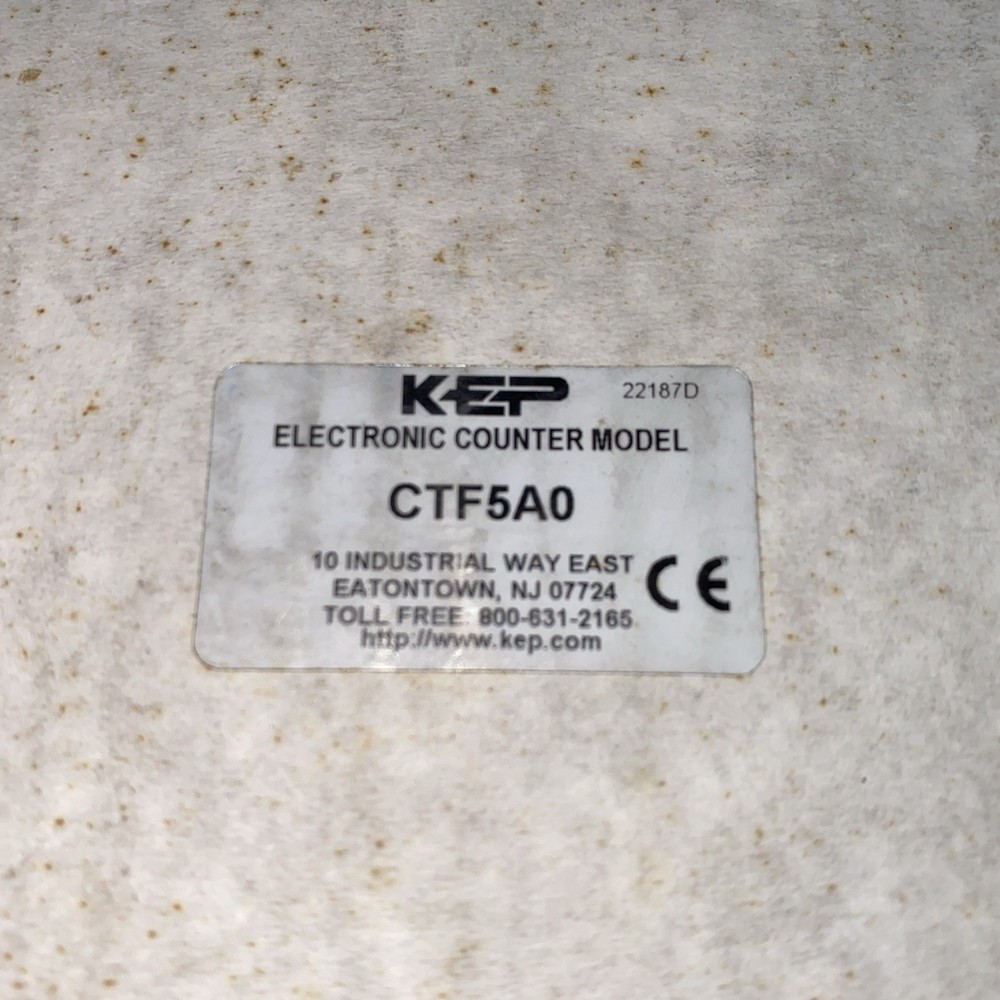 KEP 22187D
ELECTRONIC COUNTER MODEL
CTF5A0
10 INDUSTRIAL WAY EAST
EATONTOWN, NJ 07724
TOLL FREE: 800-631-2165
http://www.kep.com
CE